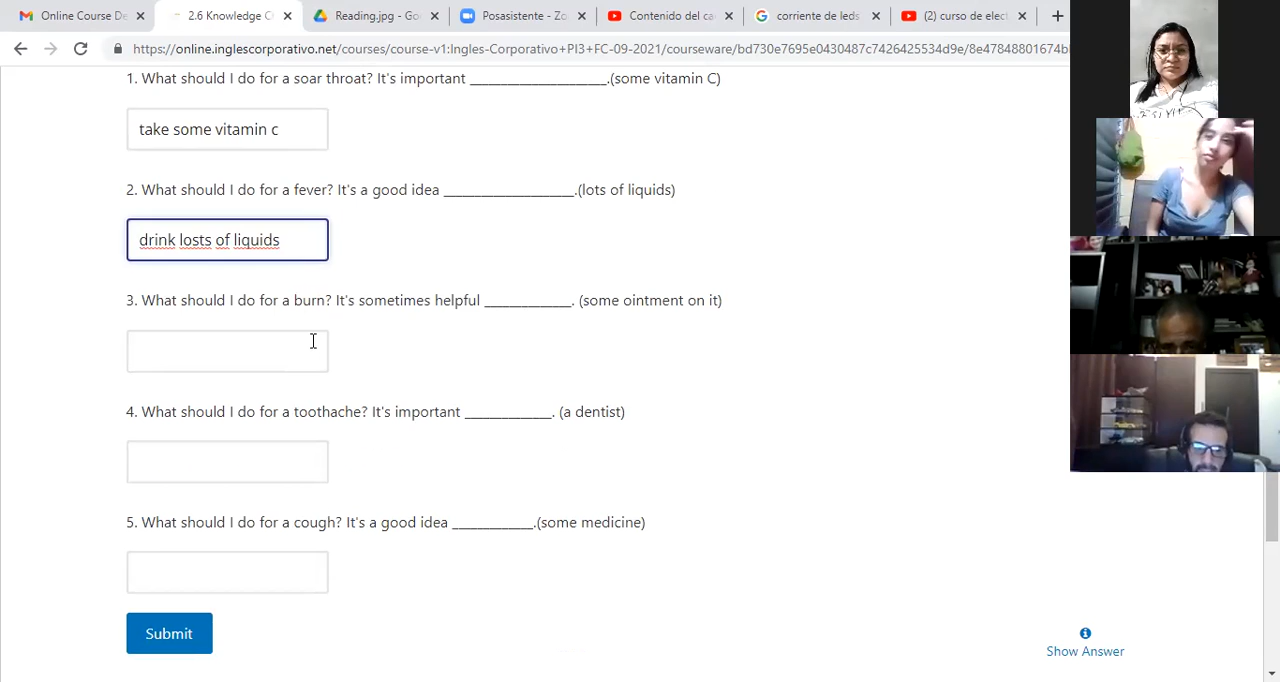 Online Course De
2.6 Knowledge C
Reading.jpg - Go
Posasistente - Zo
Contenido del ca
corriente de leds
(2) curso de elec
https://online.inglescorporativo.net/courses/course-v1:Ingles-Corporativo+PI3+FC-09-2021/courseware/bd730e7695e0430487c7426425534d9e/8e47848801674b
1. What should I do for a soar throat? It's important ____________________.(some vitamin C)
take some vitamin c
2. What should I do for a fever? It's a good idea ___________________.(lots of liquids)
drink losts of liquids
3. What should I do for a burn? It's sometimes helpful _____________. (some ointment on it)
4. What should I do for a toothache? It's important _____________. (a dentist)
5. What should I do for a cough? It's a good idea ____________.(some medicine)
Submit
Show Answer